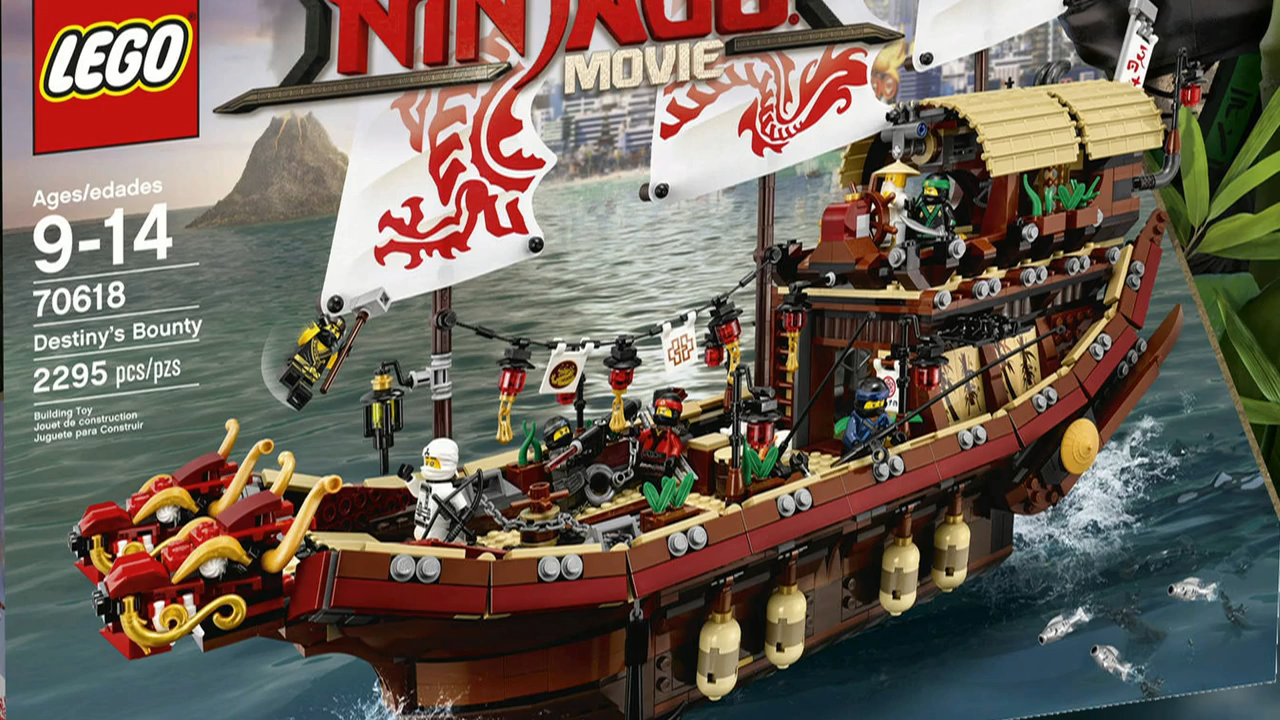 LEGO
NINJAGO
MOVIE
Ages/edades
9-14
70618
Destiny's Bounty
2295 pcs/pzs
Building Toy
Jouet de construction
Juguete para Construir